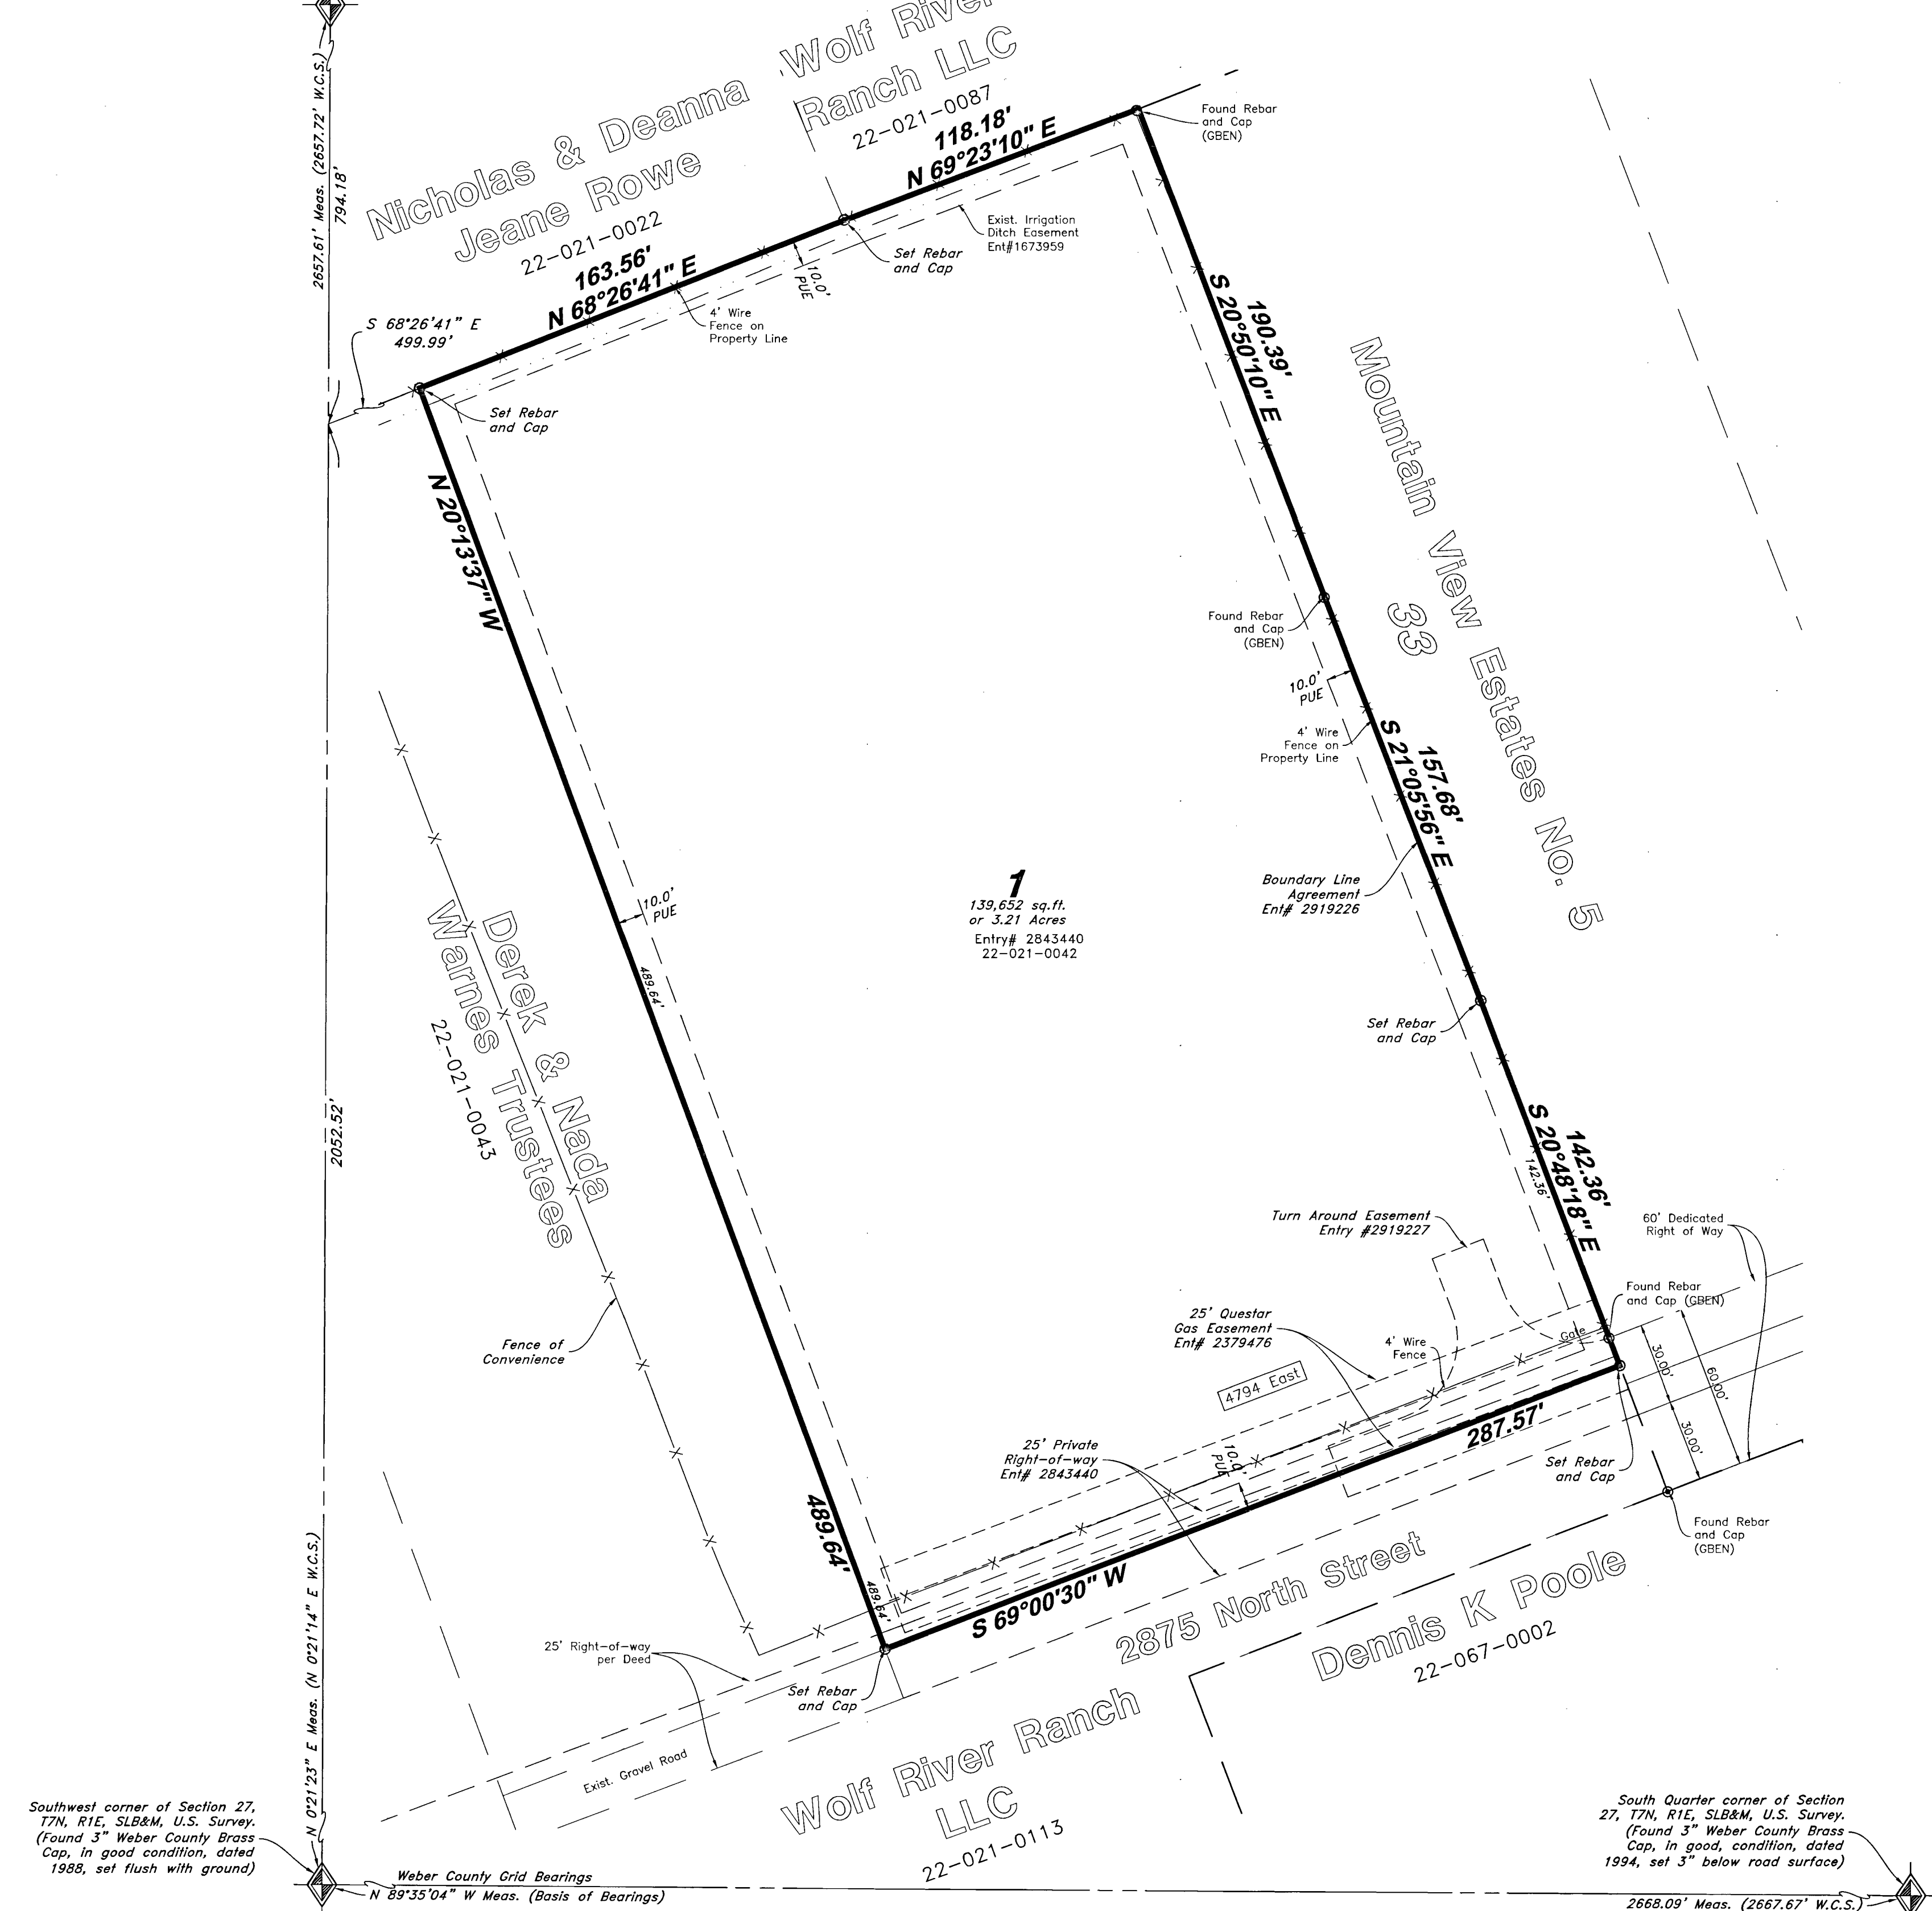 Wolf River
Ranch LLC
22-021-0087
118.18'
N 69°23'10" E
Nicholas & Deanna
Jeane Rowe
22-021-0022
163.56'
N 68°26'41" E
2657.61' Meas. (2657.72' W.C.S.)
794.18'
Found Rebar
and Cap
(GBEN)
Exist. Irrigation
Ditch Easement
Ent#1673959
Set Rebar
and Cap
10.0'
PUE
4' Wire
Fence on
Property Line
S 68°26'41" E
499.99'
Set Rebar
and Cap
N 20°13'37" W
190.39'
S 20°50'10" E
Mountain View Estates No. 5
33
Found Rebar
and Cap
(GBEN)
10.0'
PUE
4' Wire
Fence on
Property Line
157.68'
S 21°05'56" E
Boundary Line
Agreement
Ent# 2919226
1
139,652 sq.ft.
or 3.21 Acres
Entry# 2843440
22-021-0042
10.0'
PUE
489.64'
Derek & Nada
Warnes Trustees
22-021-0043
2052.52'
Set Rebar
and Cap
142.36'
S 20°48'18" E
142.36'
Turn Around Easement
Entry #2919227
60' Dedicated
Right of Way
Found Rebar
and Cap (GBEN)
25' Questar
Gas Easement
Ent# 2379476
4' Wire
Fence
Gate
30.00'
60.00'
30.00'
4794 East
Fence of
Convenience
25' Private
Right-of-way
Ent# 2843440
10.0'
PUE
287.57'
Set Rebar
and Cap
489.64'
489.64'
S 69°00'30" W
2875 North Street
Found Rebar
and Cap
(GBEN)
Dennis K Poole
22-067-0002
25' Right-of-way
per Deed
Set Rebar
and Cap
Exist. Gravel Road
Wolf River Ranch
LLC
22-021-0113
N 0°21'23" E Meas. (N 0°21'14" E W.C.S.)
Southwest corner of Section 27,
T7N, R1E, SLB&M, U.S. Survey.
(Found 3" Weber County Brass
Cap, in good condition, dated
1988, set flush with ground)
Weber County Grid Bearings
N 89°35'04" W Meas. (Basis of Bearings)
South Quarter corner of Section
27, T7N, R1E, SLB&M, U.S. Survey.
(Found 3" Weber County Brass
Cap, in good, condition, dated
1994, set 3" below road surface)
2668.09' Meas. (2667.67' W.C.S.)